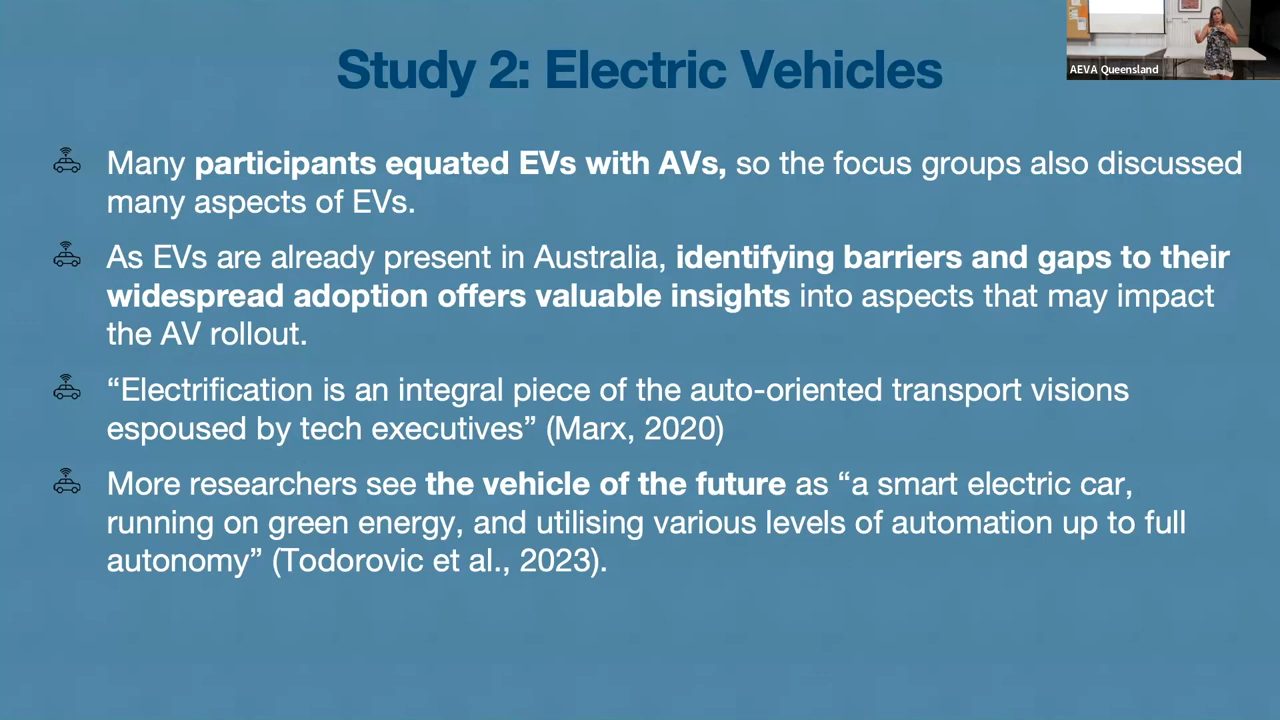 Study 2: Electric Vehicles
AEVA Queensland
Many participants equated EVs with AVs, so the focus groups also discussed
many aspects of EVs.
As EVs are already present in Australia, identifying barriers and gaps to their
widespread adoption offers valuable insights into aspects that may impact
the AV rollout.
“Electrification is an integral piece of the auto-oriented transport visions
espoused by tech executives” (Marx, 2020)
More researchers see the vehicle of the future as “a smart electric car,
running on green energy, and utilising various levels of automation up to full
autonomy” (Todorovic et al., 2023).